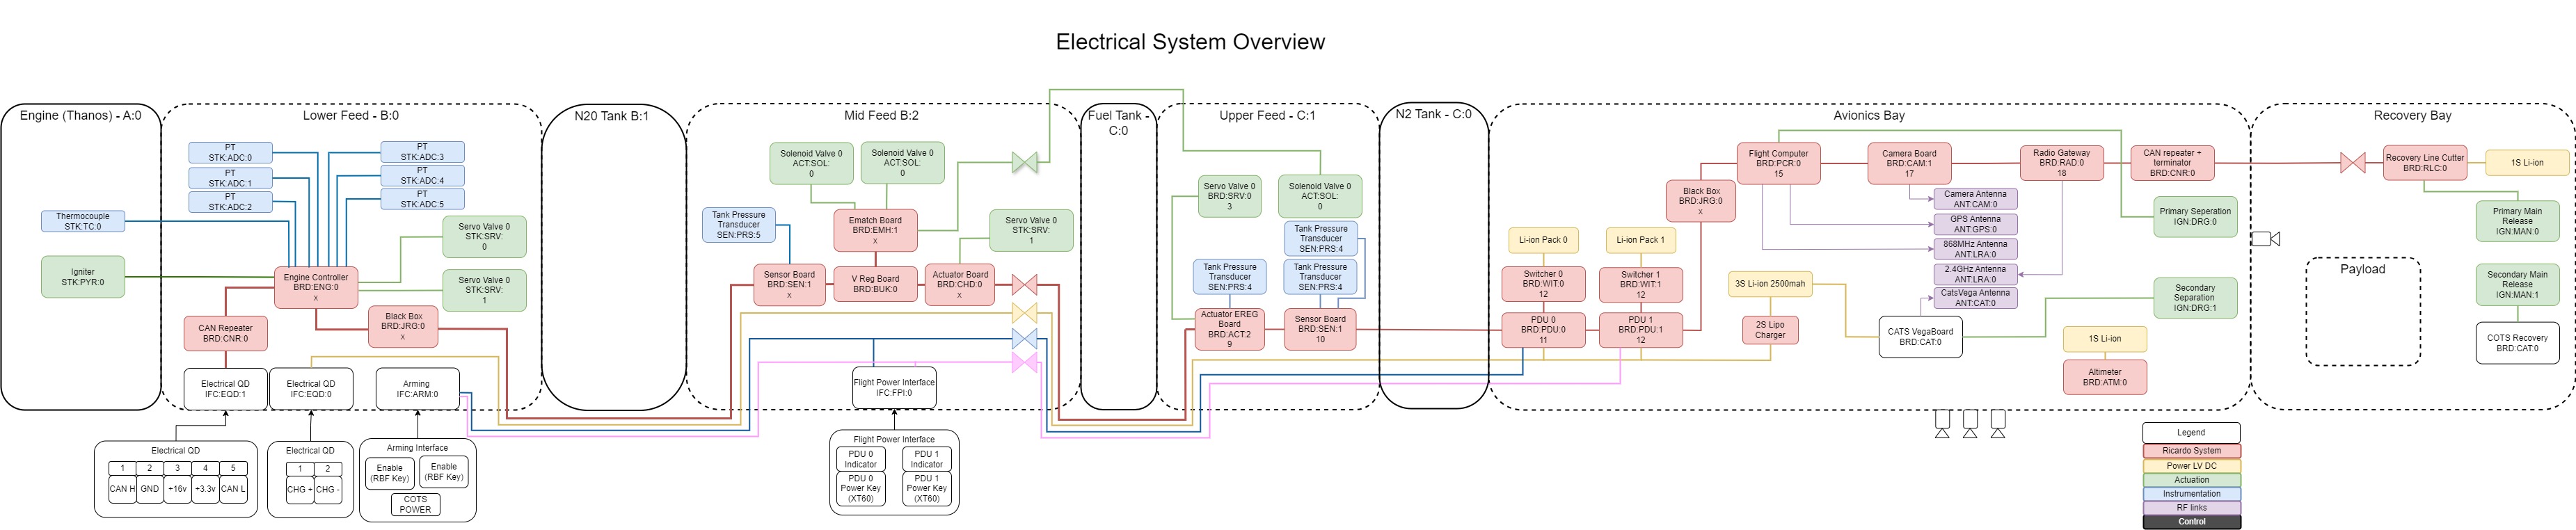 Electrical System Overview
Engine (Thanos) - A:0
Thermocouple
STK:TC:0
Igniter
STK:PYR:0
Lower Feed - B:0
PT
STK:ADC:0
PT
STK:ADC:1
PT
STK:ADC:2
PT
STK:ADC:3
PT
STK:ADC:4
PT
STK:ADC:5
Servo Valve 0
STK:SRV:
0
Servo Valve 0
STK:SRV:
1
Engine Controller
BRD:ENG:0
x
CAN Repeater
BRD:CNR:0
Black Box
BRD:JRG:0
x
Electrical QD
IFC:EQD:1
Electrical QD
IFC:EQD:0
Arming
IFC:ARM:0
Electrical QD
1
2
3
4
5
CAN H
GND
+16v
+3.3v
CAN L
Electrical QD
1
2
CHG +
CHG -
Arming Interface
Enable
(RBF Key)
Enable
(RBF Key)
COTS
POWER
N20 Tank B:1
Mid Feed B:2
Solenoid Valve 0
ACT:SOL:
0
Solenoid Valve 0
ACT:SOL:
0
Tank Pressure
Transducer
SEN:PRS:5
Ematch Board
BRD:EMH:1
x
Servo Valve 0
STK:SRV:
1
Sensor Board
BRD:SEN:1
x
V Reg Board
BRD:BUK:0
Actuator Board
BRD:CHD:0
x
Flight Power Interface
IFC:FPI:0
Flight Power Interface
PDU 0
Indicator
PDU 1
Indicator
PDU 0
Power Key
(XT60)
PDU 1
Power Key
(XT60)
Fuel Tank -
C:0
Upper Feed - C:1
Servo Valve 0
BRD:SRV:0
3
Solenoid Valve 0
ACT:SOL:
0
Tank Pressure
Transducer
SEN:PRS:4
Tank Pressure
Transducer
SEN:PRS:4
Tank Pressure
Transducer
SEN:PRS:4
Actuator EREG
Board
BRD:ACT:2
9
Sensor Board
BRD:SEN:1
10
N2 Tank - C:0
Avionics Bay
Li-ion Pack 0
Li-ion Pack 1
Switcher 0
BRD:WIT:0
12
Switcher 1
BRD:WIT:1
12
PDU 0
BRD:PDU:0
11
PDU 1
BRD:PDU:1
12
Black Box
BRD:JRG:0
x
Flight Computer
BRD:PCR:0
15
Camera Board
BRD:CAM:1
17
Radio Gateway
BRD:RAD:0
18
CAN repeater +
terminator
BRD:CNR:0
Camera Antenna
ANT:CAM:0
GPS Antenna
ANT:GPS:0
868MHz Antenna
ANT:LRA:0
2.4GHz Antenna
ANT:LRA:0
CatsVega Antenna
ANT:CAT:0
3S Li-ion 2500mah
2S Lipo
Charger
CATS VegaBoard
BRD:CAT:0
Primary Seperation
IGN:DRG:0
Secondary
Separation
IGN:DRG:1
1S Li-ion
Altimeter
BRD:ATM:0
Recovery Bay
Recovery Line Cutter
BRD:RLC:0
1S Li-ion
Primary Main
Release
IGN:MAN:0
Secondary Main
Release
IGN:MAN:1
COTS Recovery
BRD:CAT:0
Payload
Legend
Ricardo System
Power LV DC
Actuation
Instrumentation
RF links
Control